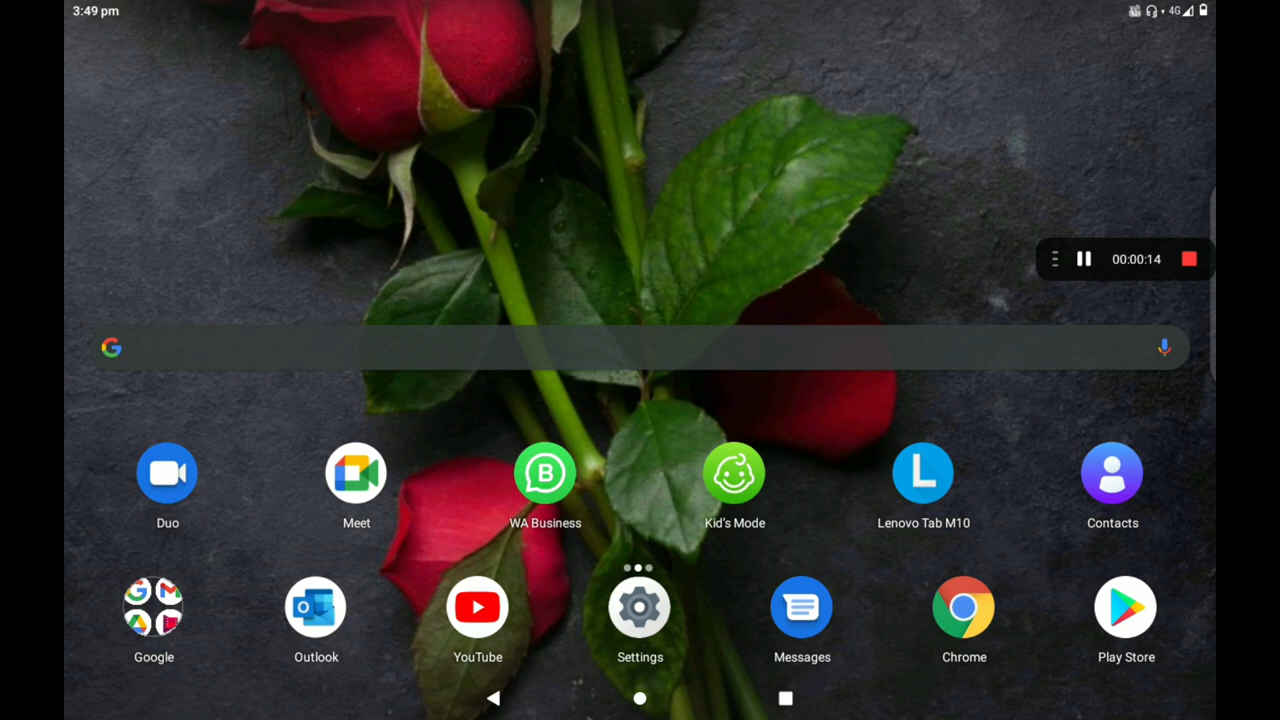 3:49 pm
4G
00:00:14
Duo
Meet
WA Business
Kid's Mode
Lenovo Tab M10
Contacts
Google
Outlook
YouTube
Settings
Messages
Chrome
Play Store